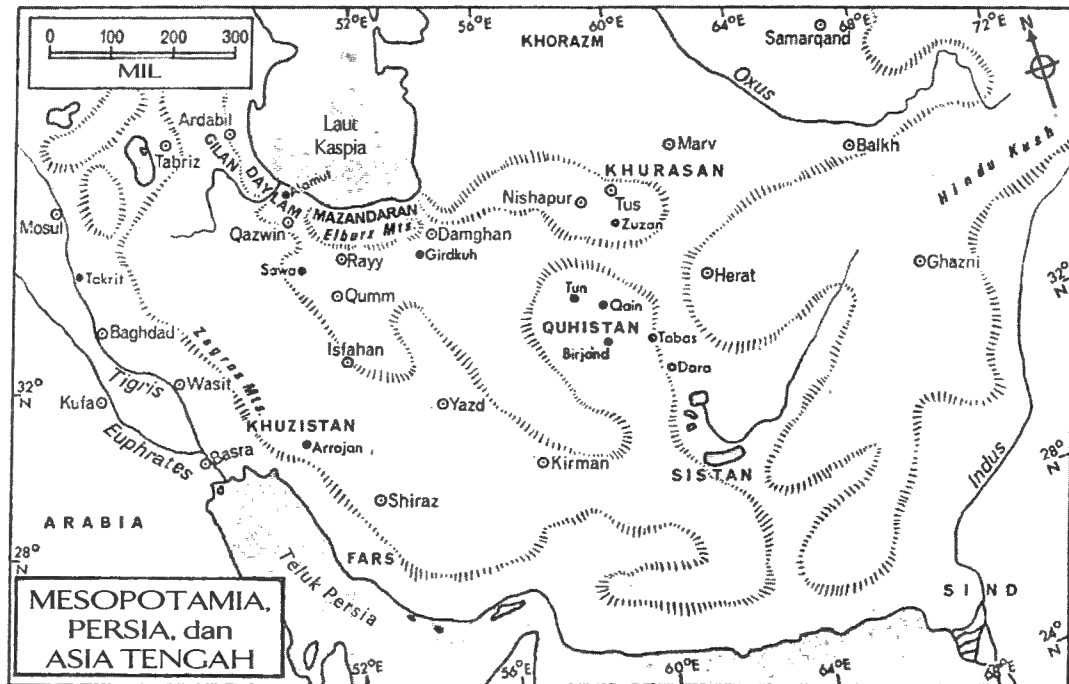 52°E
56°E
60°E
64°E
68°E
72°E
N
0 100 200 300
MIL
KHORAZM
Samarqand
Oxus
Ardabil
Laut
Kaspia
Tabriz
GILAN
DAYLAM
Alamut
Marv
Balkh
KHURASAN
Hindu Kush
MAZANDARAN
Elburz Mts.
Nishapur
Tus
Zuzan
Mosul
Qazwin
Damghan
Girdkuh
Rayy
Sawa
Takrit
Qumm
Herat
Ghazni
32°
N
Tun
Qain
QUHISTAN
Birjand
Tabas
Dara
Baghdad
Zagros Mts.
Isfahan
32°
N
Tigris
Wasit
Kufa
Yazd
KHUZISTAN
Arrajan
Euphrates
Basra
Kirman
SISTAN
Indus
28°
N
Shiraz
ARABIA
FARS
28°
N
Teluk Persia
SIND
MESOPOTAMIA,
PERSIA, dan
ASIA TENGAH
24°
N
52°E
56°E
60°E
64°E
68°E